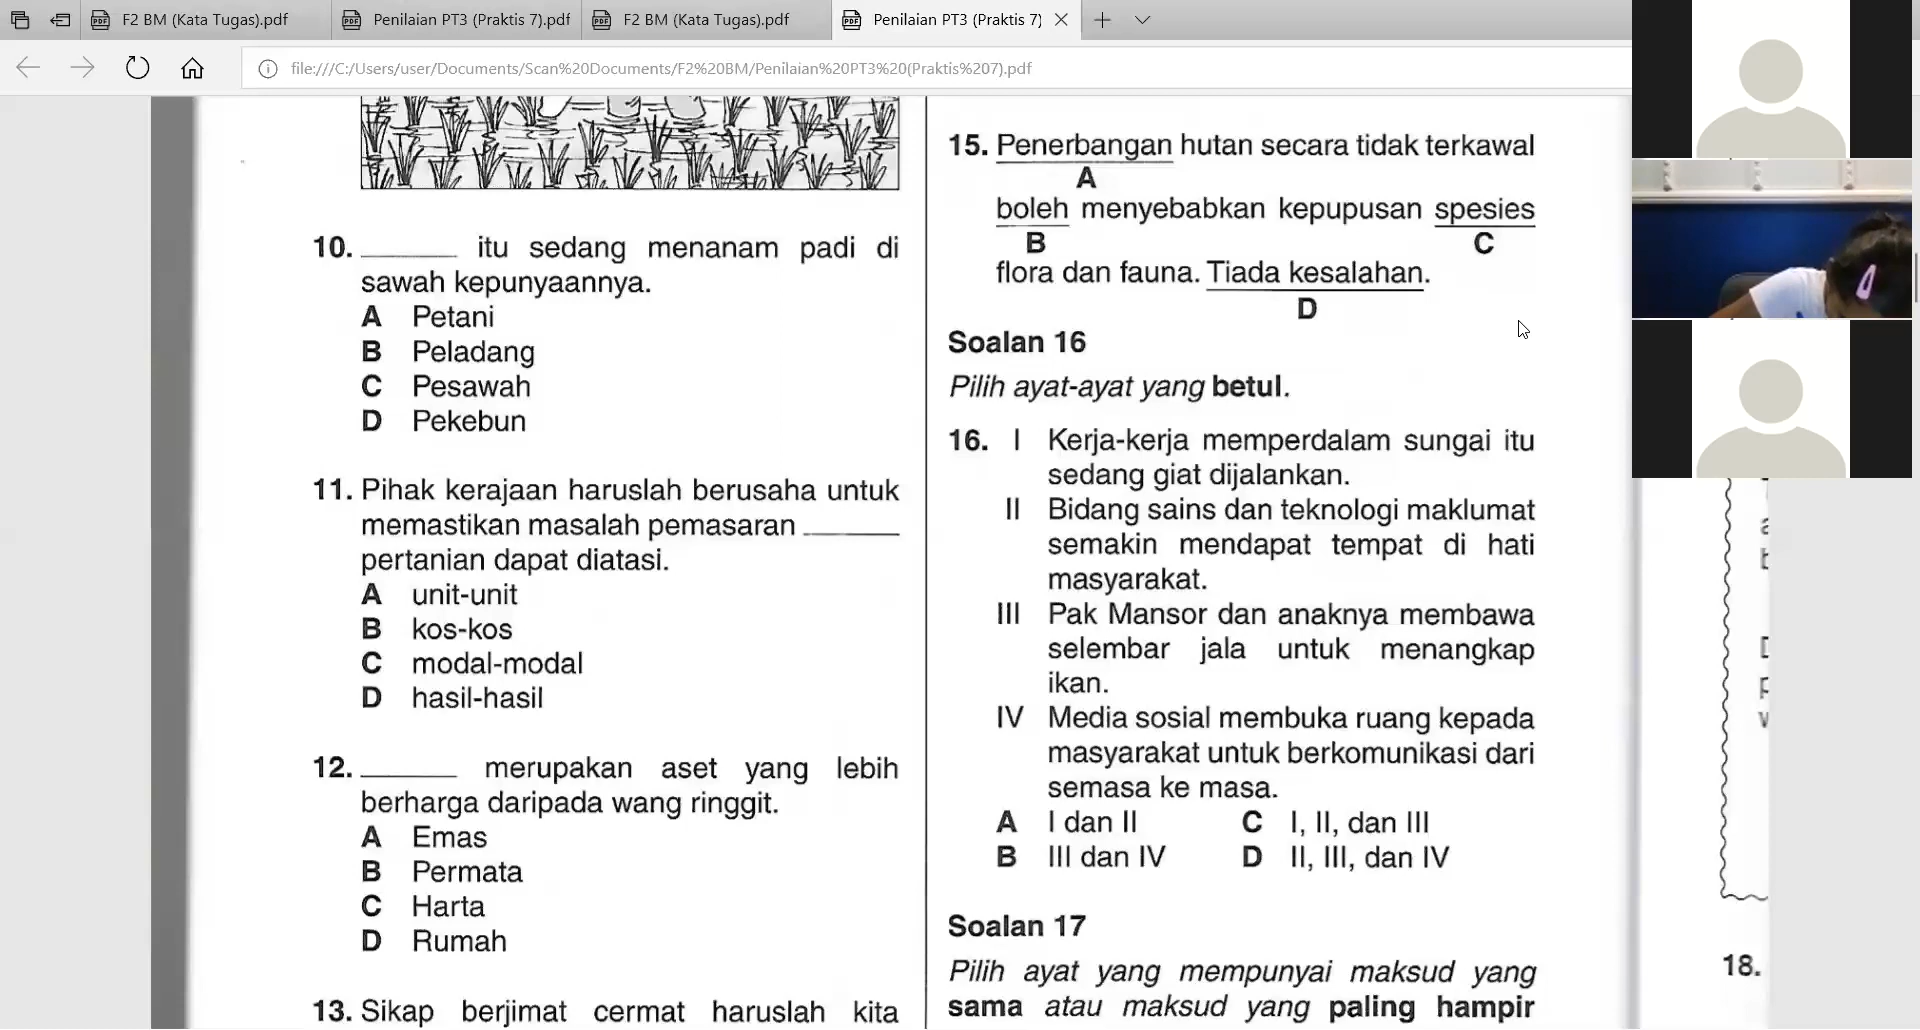 F2 BM (Kata Tugas).pdf
Penilaian PT3 (Praktis 7).pdf
F2 BM (Kata Tugas).pdf
Penilaian PT3 (Praktis 7)
file:///C:/Users/user/Documents/Scan%20Documents/F2%20BM/Penilaian%20PT3%20(Praktis%207).pdf
10. ______ itu sedang menanam padi di
sawah kepunyaannya.
A Petani
B Peladang
C Pesawah
D Pekebun
11. Pihak kerajaan haruslah berusaha untuk
memastikan masalah pemasaran ______
pertanian dapat diatasi.
A unit-unit
B kos-kos
C modal-modal
D hasil-hasil
12. ______ merupakan aset yang lebih
berharga daripada wang ringgit.
A Emas
B Permata
C Harta
D Rumah
13. Sikap berjimat cermat haruslah kita
15. Penerbangan hutan secara tidak terkawal
A
boleh menyebabkan kepupusan spesies
B C
flora dan fauna. Tiada kesalahan.
D
Soalan 16
Pilih ayat-ayat yang betul.
16. I Kerja-kerja memperdalam sungai itu
sedang giat dijalankan.
II Bidang sains dan teknologi maklumat
semakin mendapat tempat di hati
masyarakat.
III Pak Mansor dan anaknya membawa
selembar jala untuk menangkap
ikan.
IV Media sosial membuka ruang kepada
masyarakat untuk berkomunikasi dari
semasa ke masa.
A I dan II C I, II, dan III
B III dan IV D II, III, dan IV
Soalan 17
Pilih ayat yang mempunyai maksud yang
sama atau maksud yang paling hampir
18.